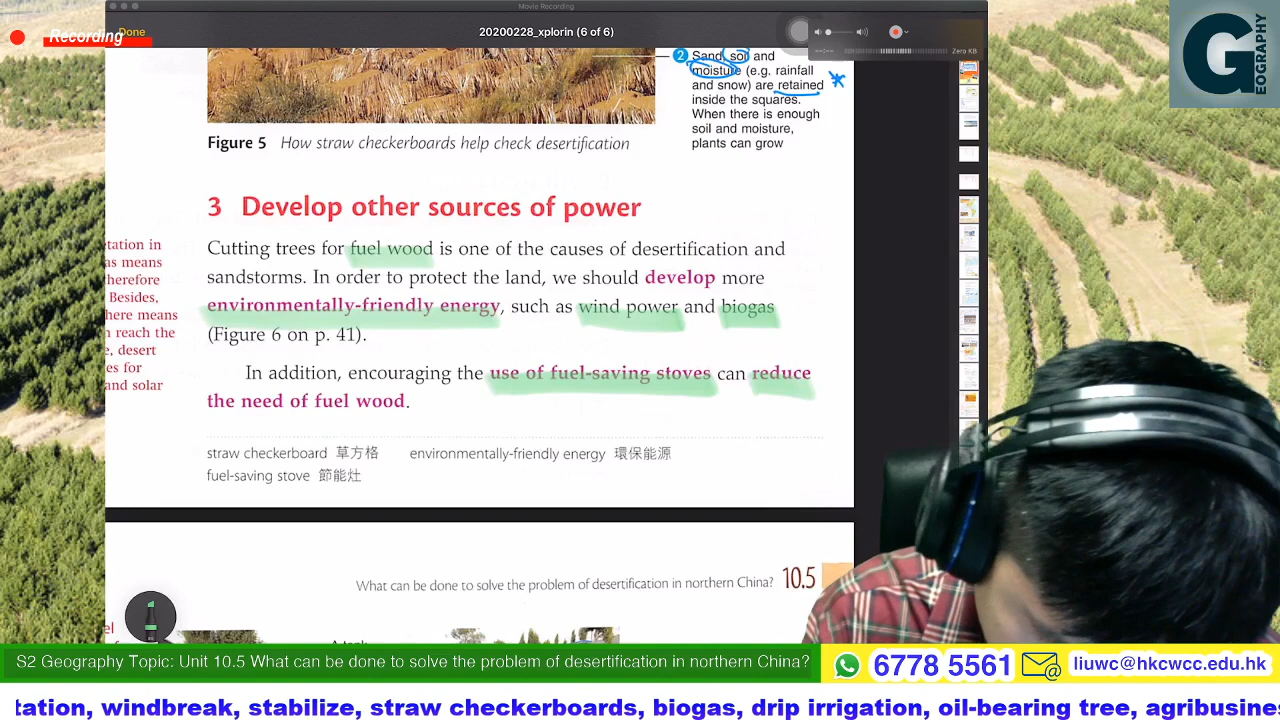 Movie Recording
Recording
Done
20200228_xplorin (6 of 6)
Zero KB
GEOGRAPHY
2 Sand, soil and
moisture (e.g. rainfall
and snow) are retained
inside the squares.
When there is enough
soil and moisture,
plants can grow
Figure 5 How straw checkerboards help check desertification
3 Develop other sources of power
Cutting trees for fuel wood is one of the causes of desertification and
sandstorms. In order to protect the land, we should develop more
environmentally-friendly energy, such as wind power and biogas
(Figure 6 on p. 41).
In addition, encouraging the use of fuel-saving stoves can reduce
the need of fuel wood.
etation in
as means
herefore
Besides,
here means
n reach the
e, desert
es for
and solar
straw checkerboard 草方格 environmentally-friendly energy 環保能源
fuel-saving stove 節能灶
What can be done to solve the problem of desertification in northern China? 10.5
el
S2 Geography Topic: Unit 10.5 What can be done to solve the problem of desertification in northern China?
6778 5561
liuwc@hkcwcc.edu.hk
tation, windbreak, stabilize, straw checkerboards, biogas, drip irrigation, oil-bearing tree, agribusines